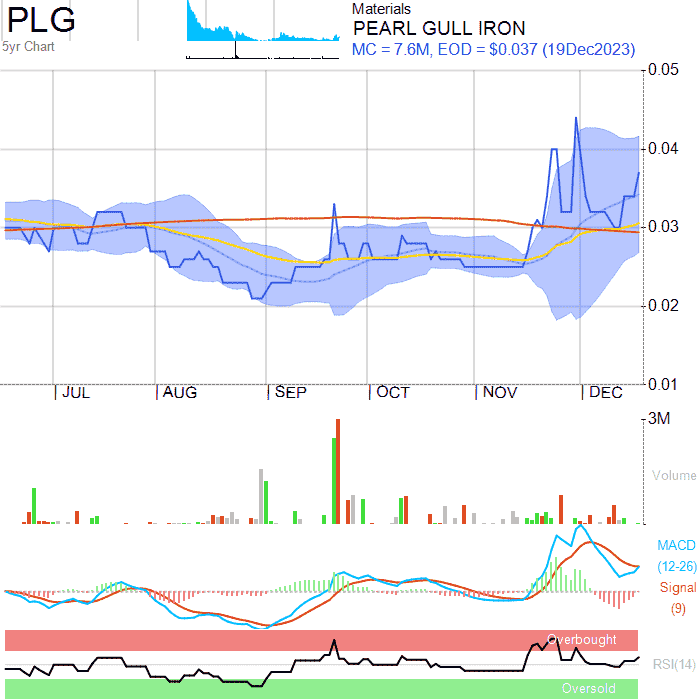 PLG
5yr Chart
Materials
PEARL GULL IRON
MC = 7.6M, EOD = $0.037 (19Dec2023)
0.05
0.04
0.03
0.02
0.01
JUL AUG SEP OCT NOV DEC
3M
Volume
MACD
(12-26)
Signal
(9)
Overbought
RSI(14)
Oversold